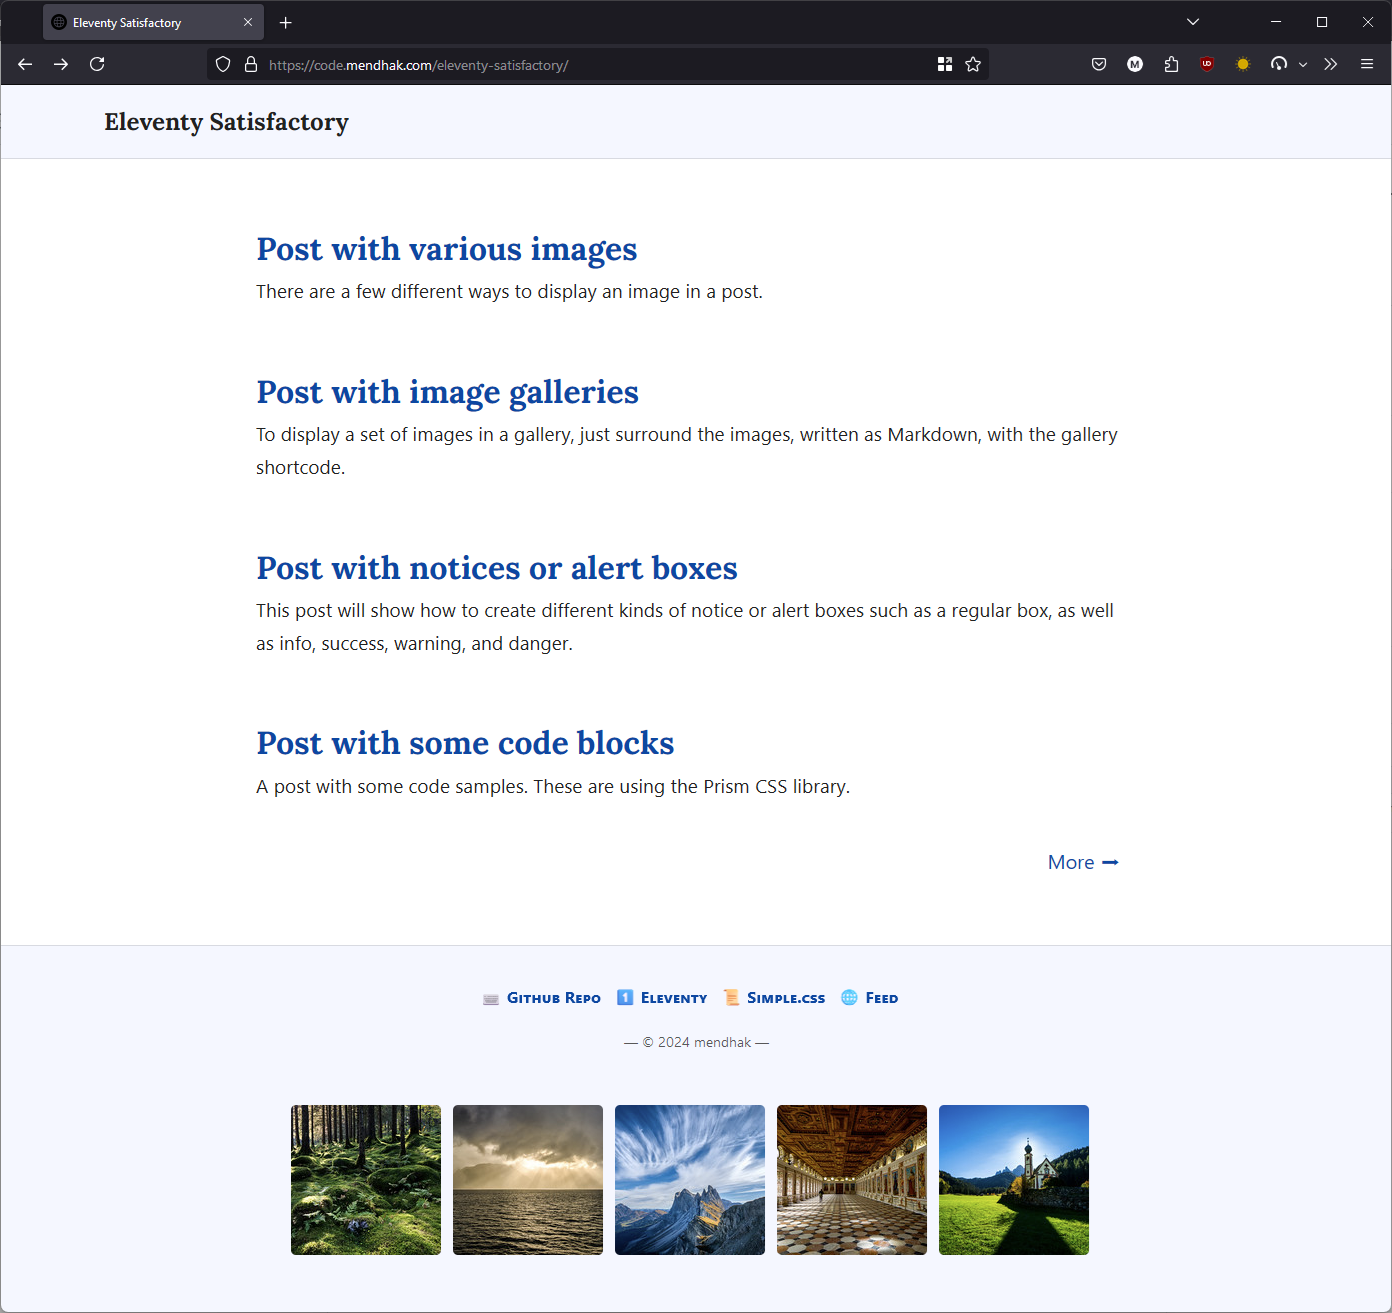 Eleventy Satisfactory
https://code.mendhak.com/eleventy-satisfactory/
M
UD
Eleventy Satisfactory
Post with various images
There are a few different ways to display an image in a post.
Post with image galleries
To display a set of images in a gallery, just surround the images, written as Markdown, with the gallery
shortcode.
Post with notices or alert boxes
This post will show how to create different kinds of notice or alert boxes such as a regular box, as well
as info, success, warning, and danger.
Post with some code blocks
A post with some code samples. These are using the Prism CSS library.
More ➞
1
Github Repo Eleventy Simple.css Feed
— © 2024 mendhak —